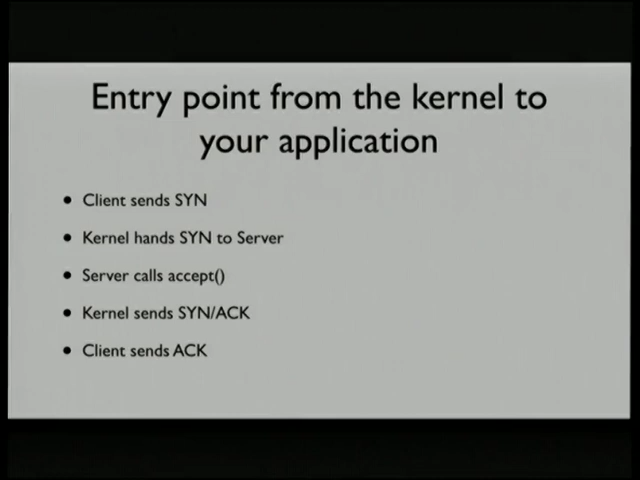 Entry point from the kernel to
your application
• Client sends SYN
• Kernel hands SYN to Server
• Server calls accept()
• Kernel sends SYN/ACK
• Client sends ACK